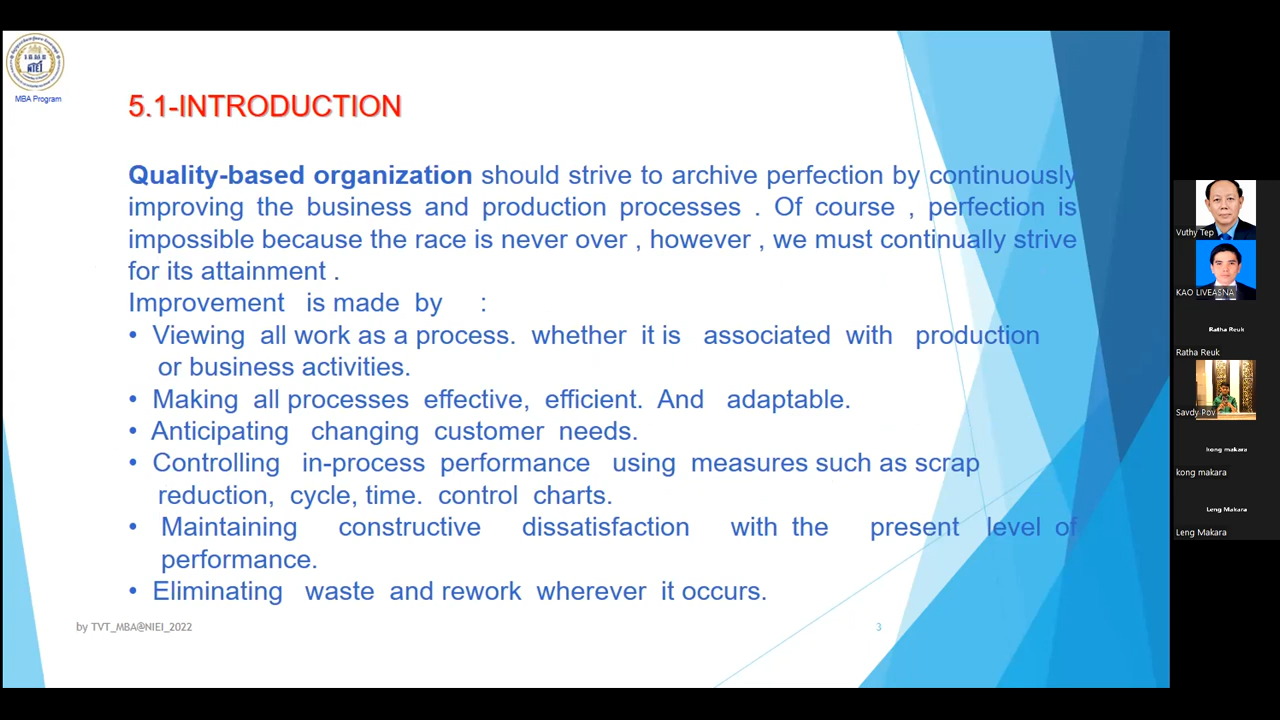 MBA Program
5.1-INTRODUCTION
Quality-based organization should strive to archive perfection by continuously
improving the business and production processes . Of course , perfection is
impossible because the race is never over , however , we must continually strive
for its attainment .
Improvement is made by :
• Viewing all work as a process. whether it is associated with production
or business activities.
• Making all processes effective, efficient. And adaptable.
• Anticipating changing customer needs.
• Controlling in-process performance using measures such as scrap
reduction, cycle, time. control charts.
• Maintaining constructive dissatisfaction with the present level of
performance.
• Eliminating waste and rework wherever it occurs.
by TVT_MBA@NIEI_2022
3
Vuthy Tep
KAO LIVEASNA
Ratha Reuk
Ratha Reuk
Savdy Pov
kong makara
kong makara
Leng Makara
Leng Makara